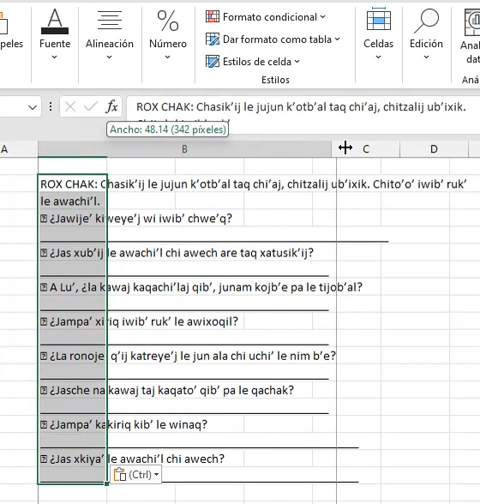 Formato condicional
Dar formato como tabla
Estilos de celda
Estilos
peles
Fuente
Alineación
Número
Celdas
Edición
Anal
dat
Aná
fx
ROX CHAK: Chasik’ij le jujun k’otb’al taq chi’aj, chitzalij ub’ixik.
Ancho: 48.14 (342 píxeles)
A
B
C
D
ROX CHAK: Chasik’ij le jujun k’otb’al taq chi’aj, chitzalij ub’ixik. Chito’o’ iwib’ ruk’
le awachi’l.
¿Jawije’ kiweye’j wi iwib’ chwe’q?
¿Jas xub’ij le awachi’l chi awech are taq xatusik’ij?
A Lu’, ¿la kawaj kaqachi’laj qib’, junam kojb’e pa le tijob’al?
¿Jampa’ xiriq iwib’ ruk’ le awixoqil?
¿La ronojel q’ij katreye’j le jun ala chi uchi’ le nim b’e?
¿Jasche na kawaj taj kaqato’ qib’ pa le qachak?
¿Jampa’ kakiriq kib’ le winaq?
¿Jas xkiya’ le awachi’l chi awech?
(Ctrl)